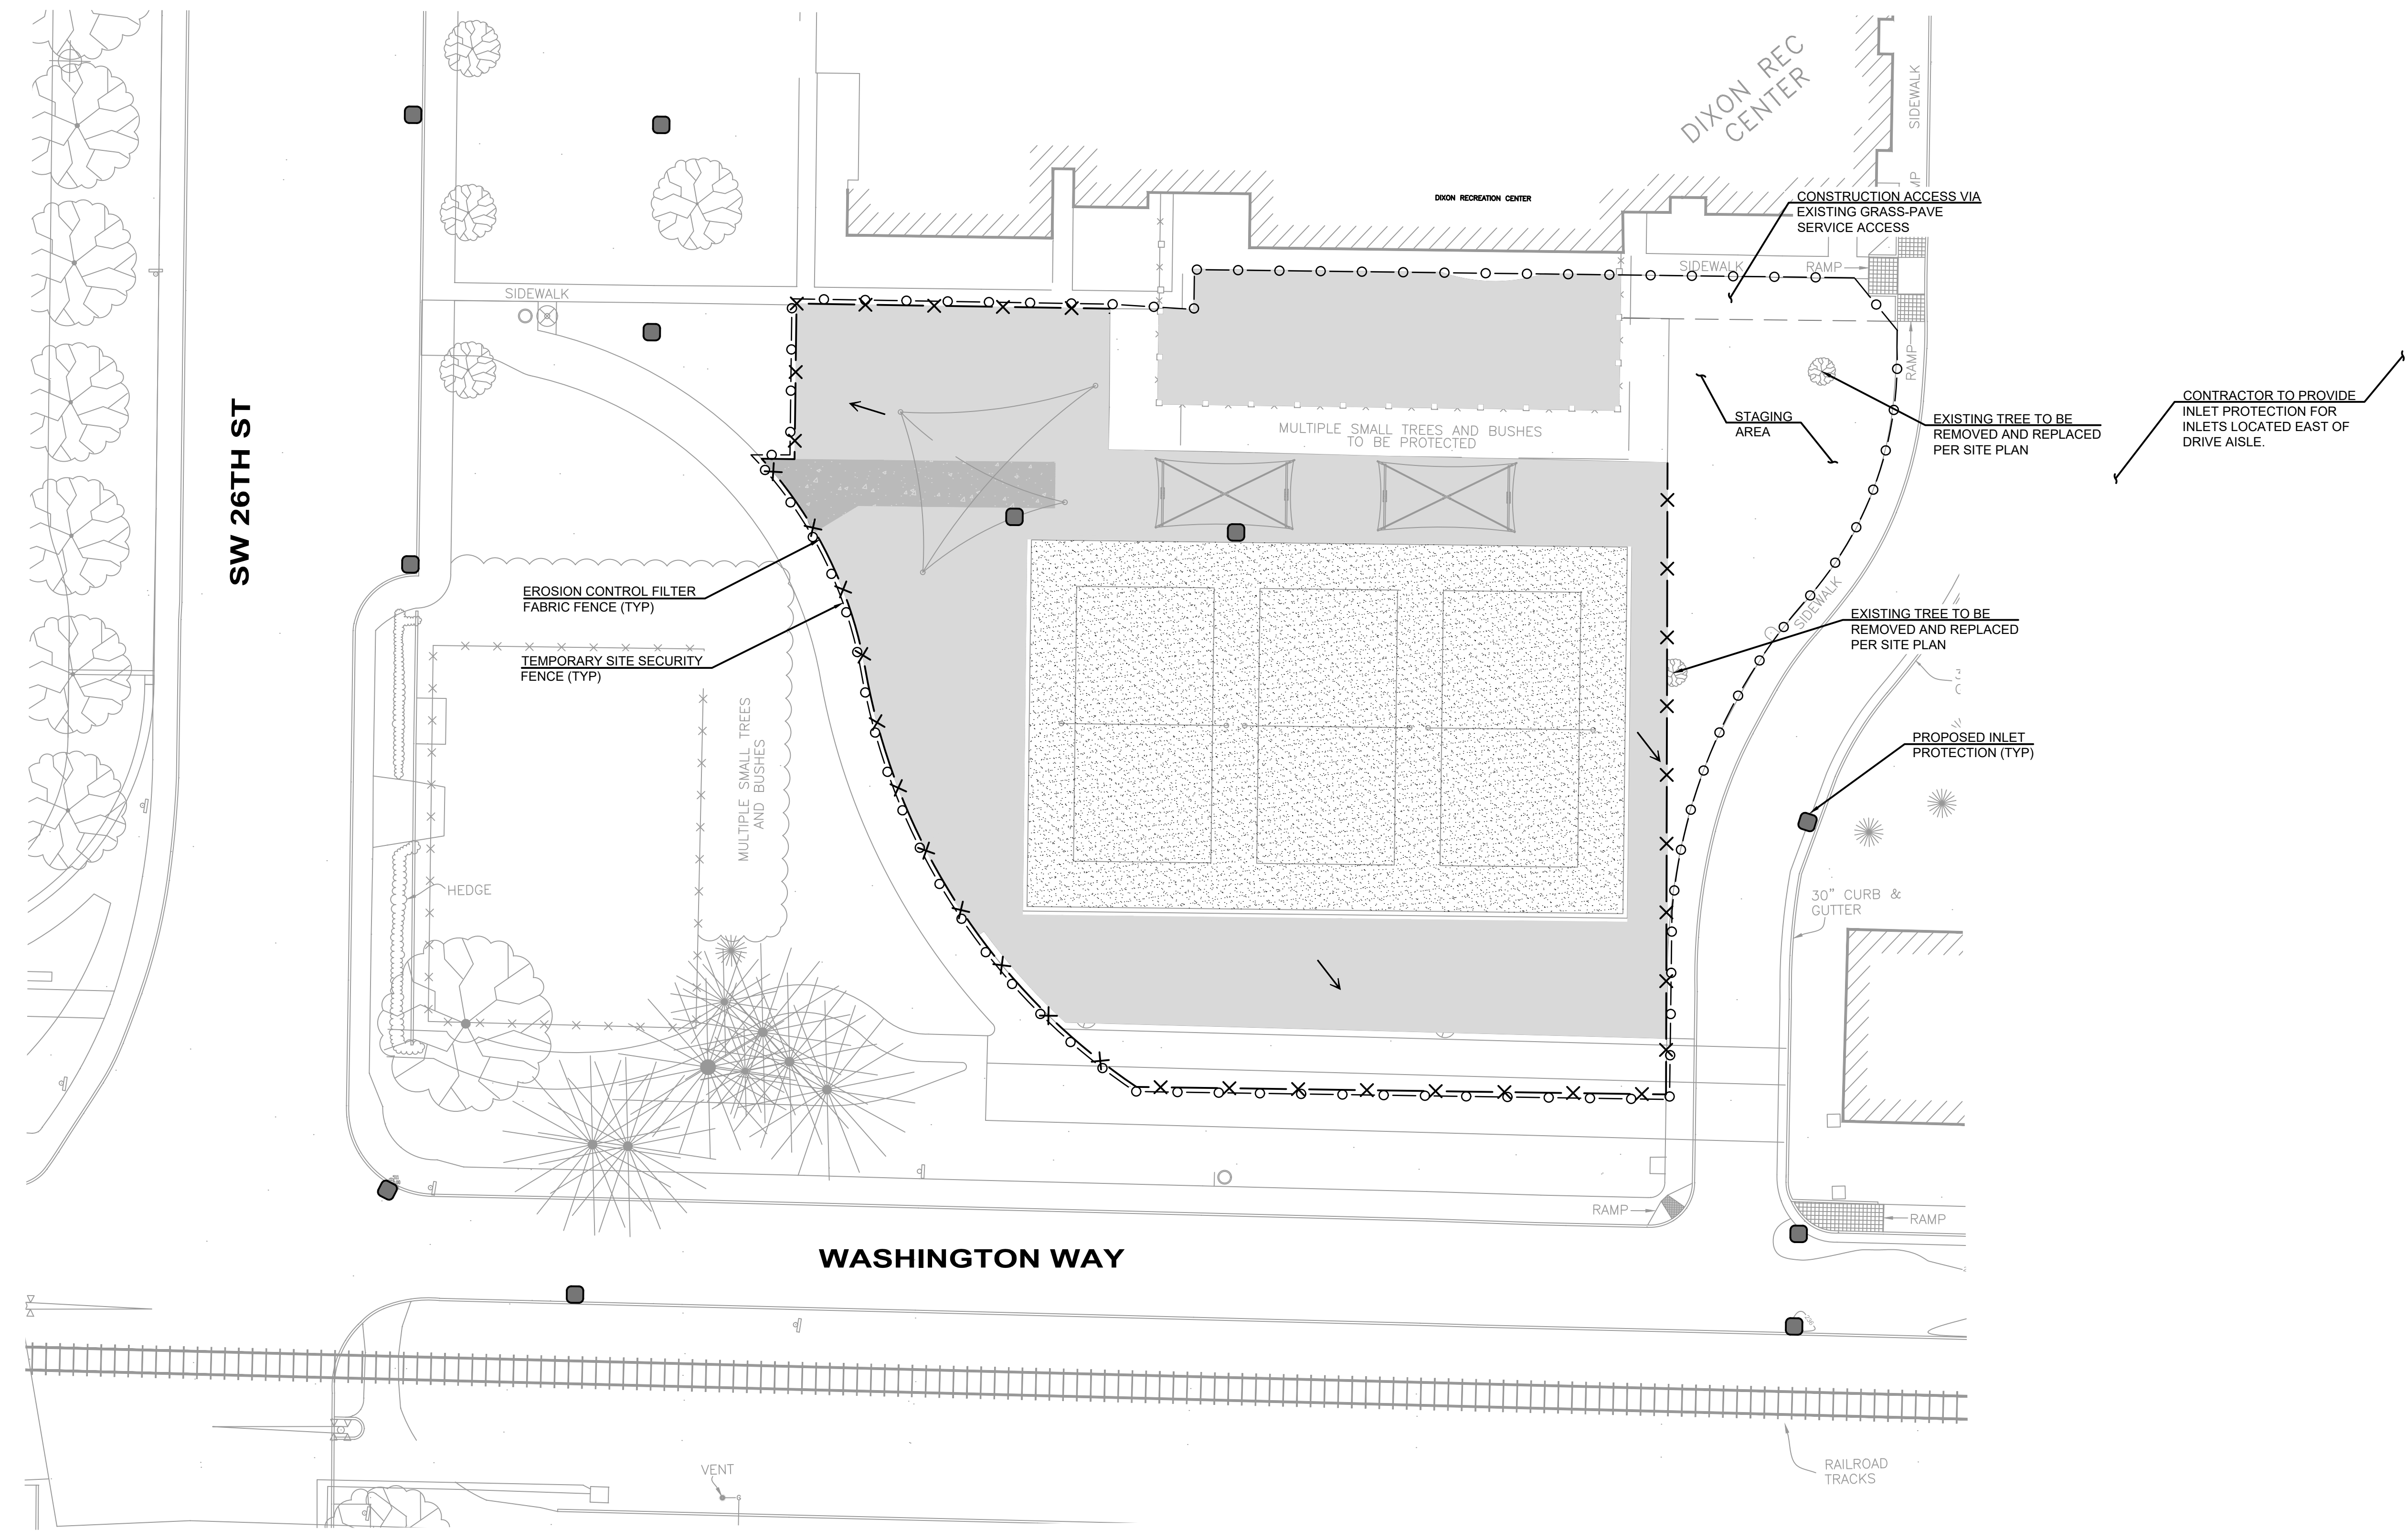 DIXON REC
CENTER
SIDEWALK
DIXON RECREATION CENTER
CONSTRUCTION ACCESS VIA
EXISTING GRASS-PAVE
SERVICE ACCESS
SIDEWALK
RAMP
SIDEWALK
RAMP
STAGING
AREA
EXISTING TREE TO BE
REMOVED AND REPLACED
PER SITE PLAN
CONTRACTOR TO PROVIDE
INLET PROTECTION FOR
INLETS LOCATED EAST OF
DRIVE AISLE.
MULTIPLE SMALL TREES AND BUSHES
TO BE PROTECTED
SW 26TH ST
EROSION CONTROL FILTER
FABRIC FENCE (TYP)
TEMPORARY SITE SECURITY
FENCE (TYP)
SIDEWALK
EXISTING TREE TO BE
REMOVED AND REPLACED
PER SITE PLAN
MULTIPLE SMALL TREES
AND BUSHES
PROPOSED INLET
PROTECTION (TYP)
HEDGE
30" CURB &
GUTTER
RAMP
RAMP
WASHINGTON WAY
VENT
G
RAILROAD
TRACKS